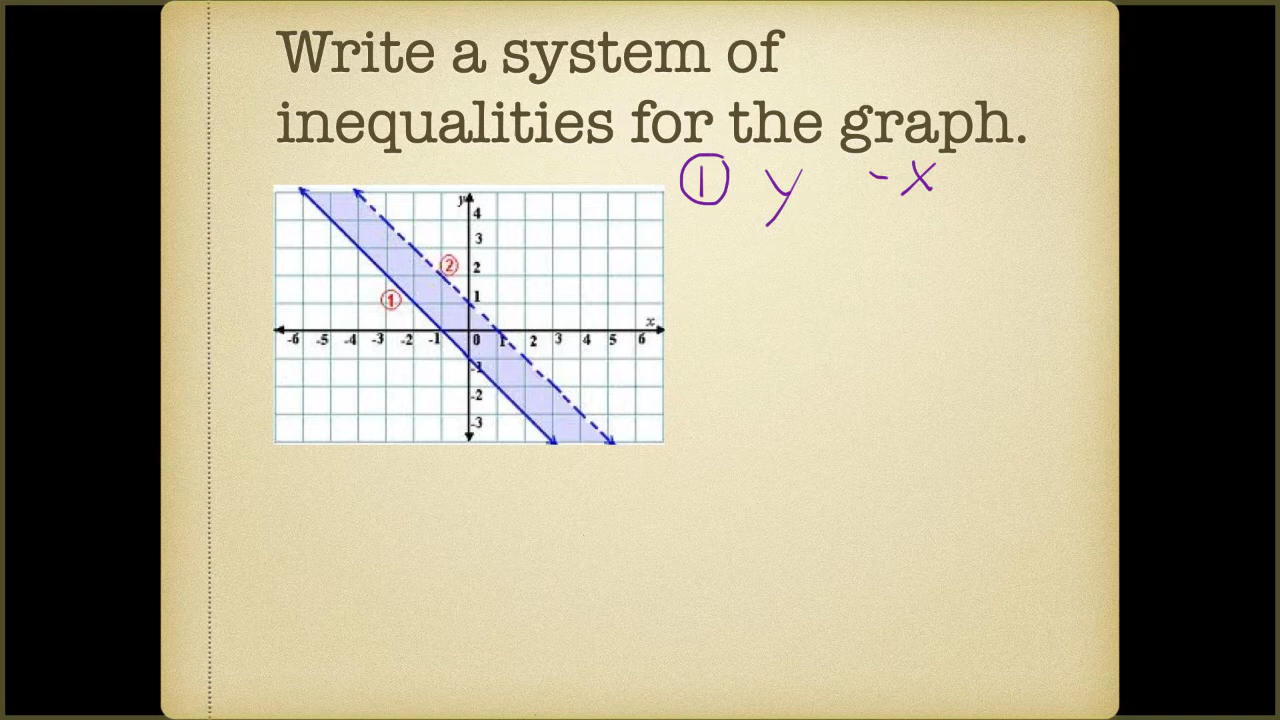 Write a system of
inequalities for the graph.
① y -x
y
4
3
②
2
①
1
x
-6 -5 -4 -3 -2 -1 0 1 2 3 4 5 6
-1
-2
-3